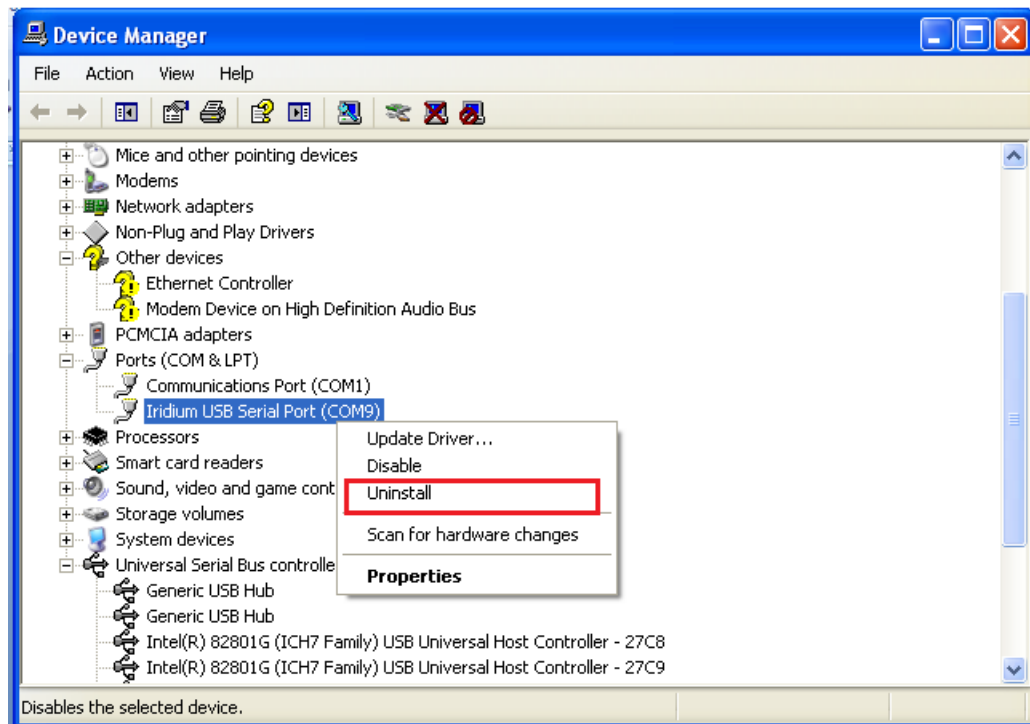 Device Manager
File Action View Help
Mice and other pointing devices
Modems
Network adapters
Non-Plug and Play Drivers
Other devices
Ethernet Controller
Modem Device on High Definition Audio Bus
PCMCIA adapters
Ports (COM & LPT)
Communications Port (COM1)
Iridium USB Serial Port (COM9)
Processors
Smart card readers
Sound, video and game cont
Storage volumes
System devices
Universal Serial Bus controlle
Generic USB Hub
Generic USB Hub
Intel(R) 82801G (ICH7 Family) USB Universal Host Controller - 27C8
Intel(R) 82801G (ICH7 Family) USB Universal Host Controller - 27C9
Update Driver...
Disable
Uninstall
Scan for hardware changes
Properties
Disables the selected device.